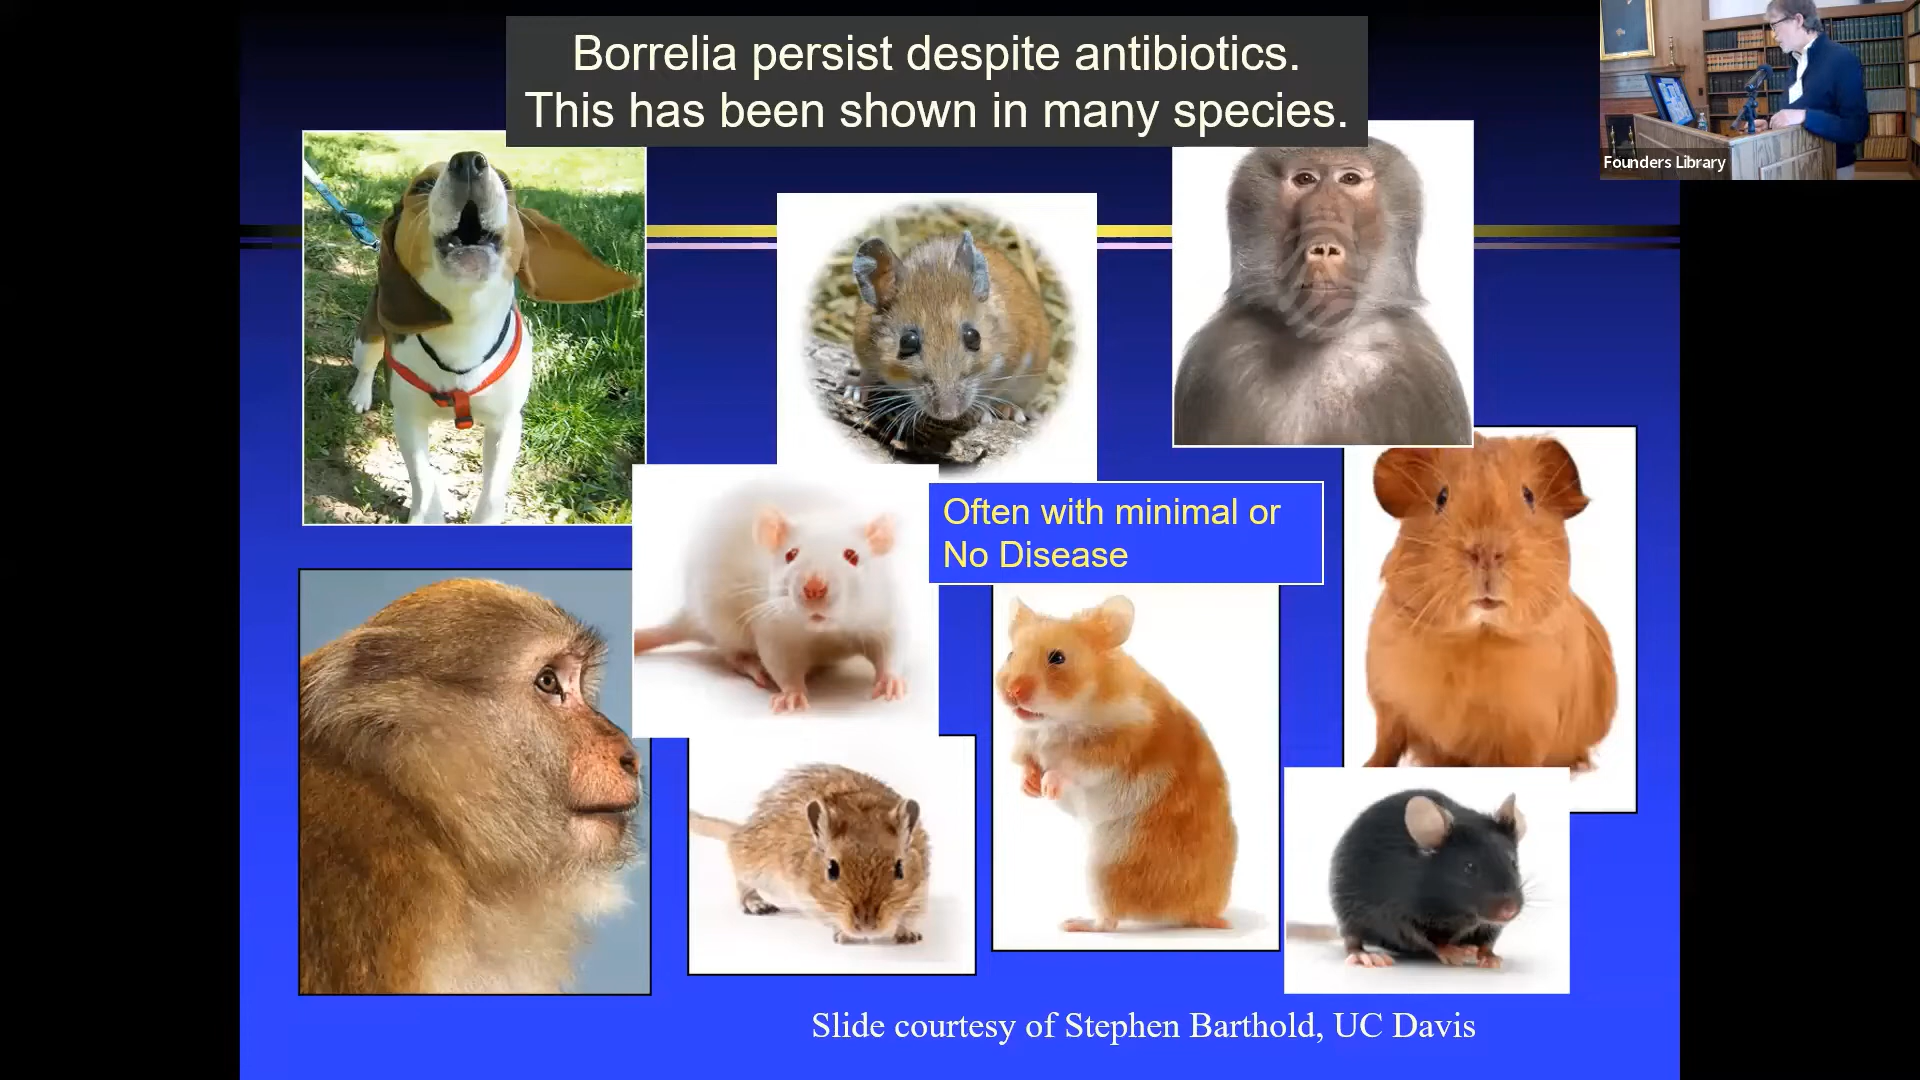 Borrelia persist despite antibiotics.
This has been shown in many species.
Founders Library
Often with minimal or
No Disease
Slide courtesy of Stephen Barthold, UC Davis